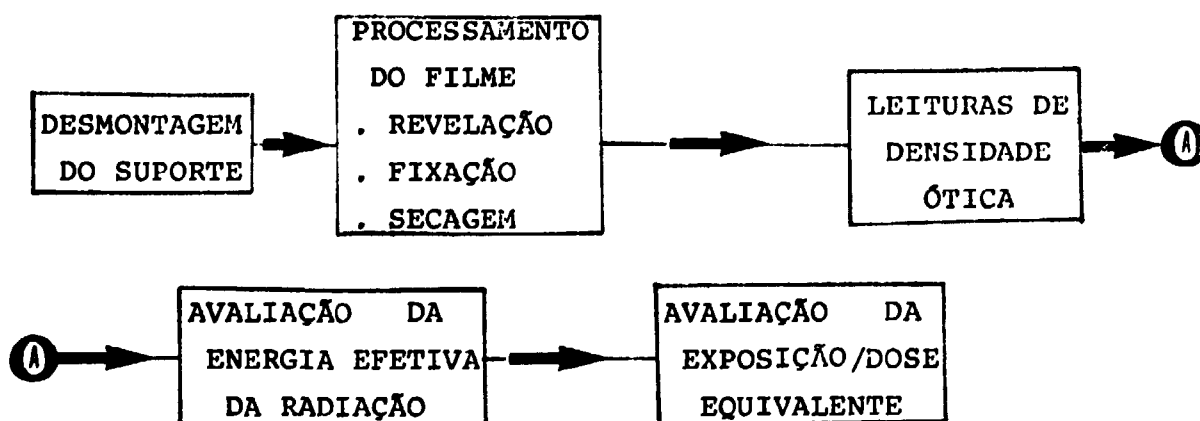 DESMONTAGEM
DO SUPORTE
PROCESSAMENTO
DO FILME
. REVELAÇÃO
. FIXAÇÃO
. SECAGEM
LEITURAS DE
DENSIDADE
ÓTICA
A
A
AVALIAÇÃO DA
ENERGIA EFETIVA
DA RADIAÇÃO
AVALIAÇÃO DA
EXPOSIÇÃO/DOSE
EQUIVALENTE